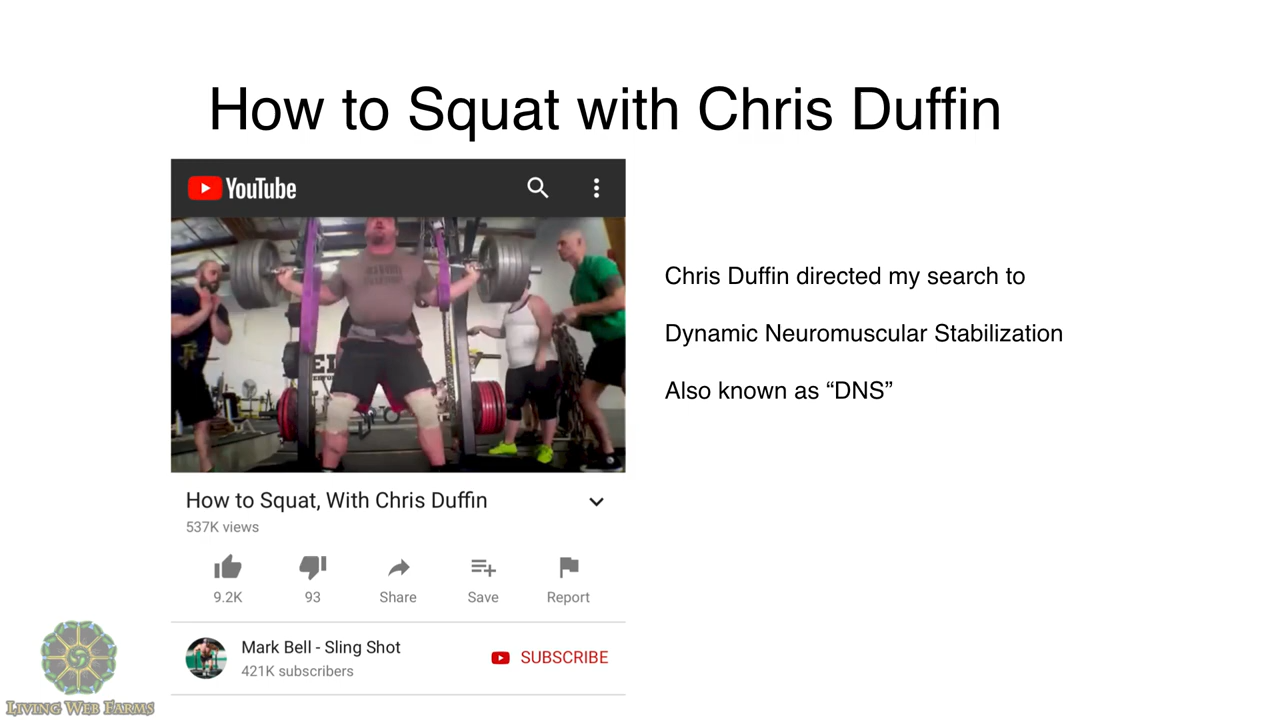 How to Squat with Chris Duffin
YouTube
Chris Duffin directed my search to
Dynamic Neuromuscular Stabilization
Also known as “DNS”
How to Squat, With Chris Duffin
537K views
9.2K
93
Share
Save
Report
Mark Bell - Sling Shot
421K subscribers
SUBSCRIBE
LIVING WEB FARMS